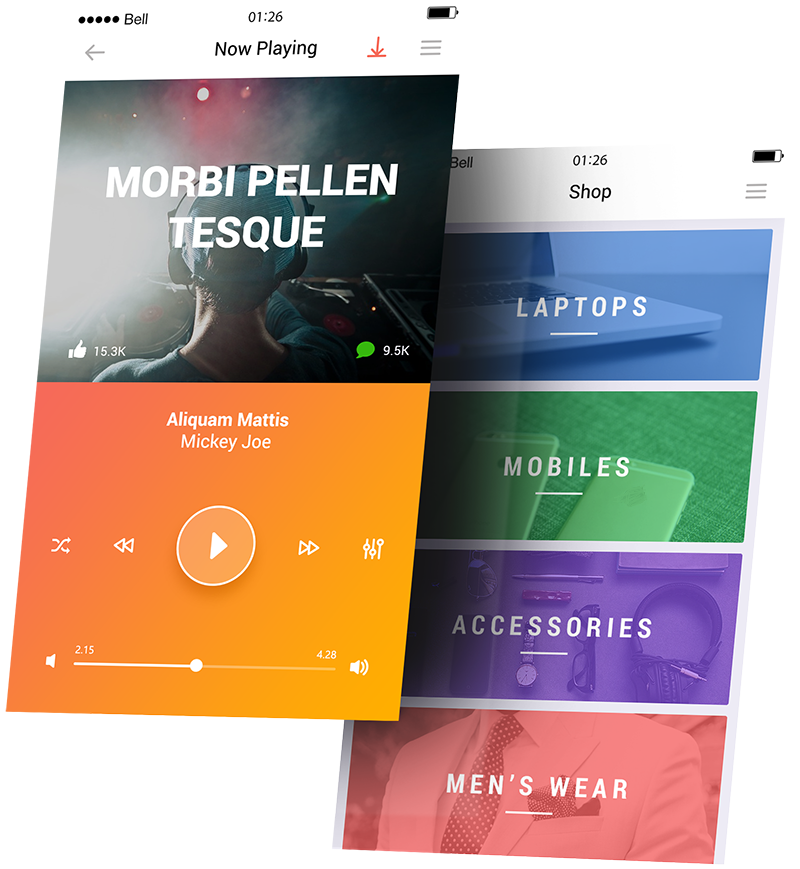 Bell 01:26
Now Playing
MORBI PELLEN
TESQUE
15.3K 9.5K
Aliquam Mattis
Mickey Joe
2.15 4.28
Bell 01:26
Shop
LAPTOPS
MOBILES
ACCESSORIES
MEN'S WEAR